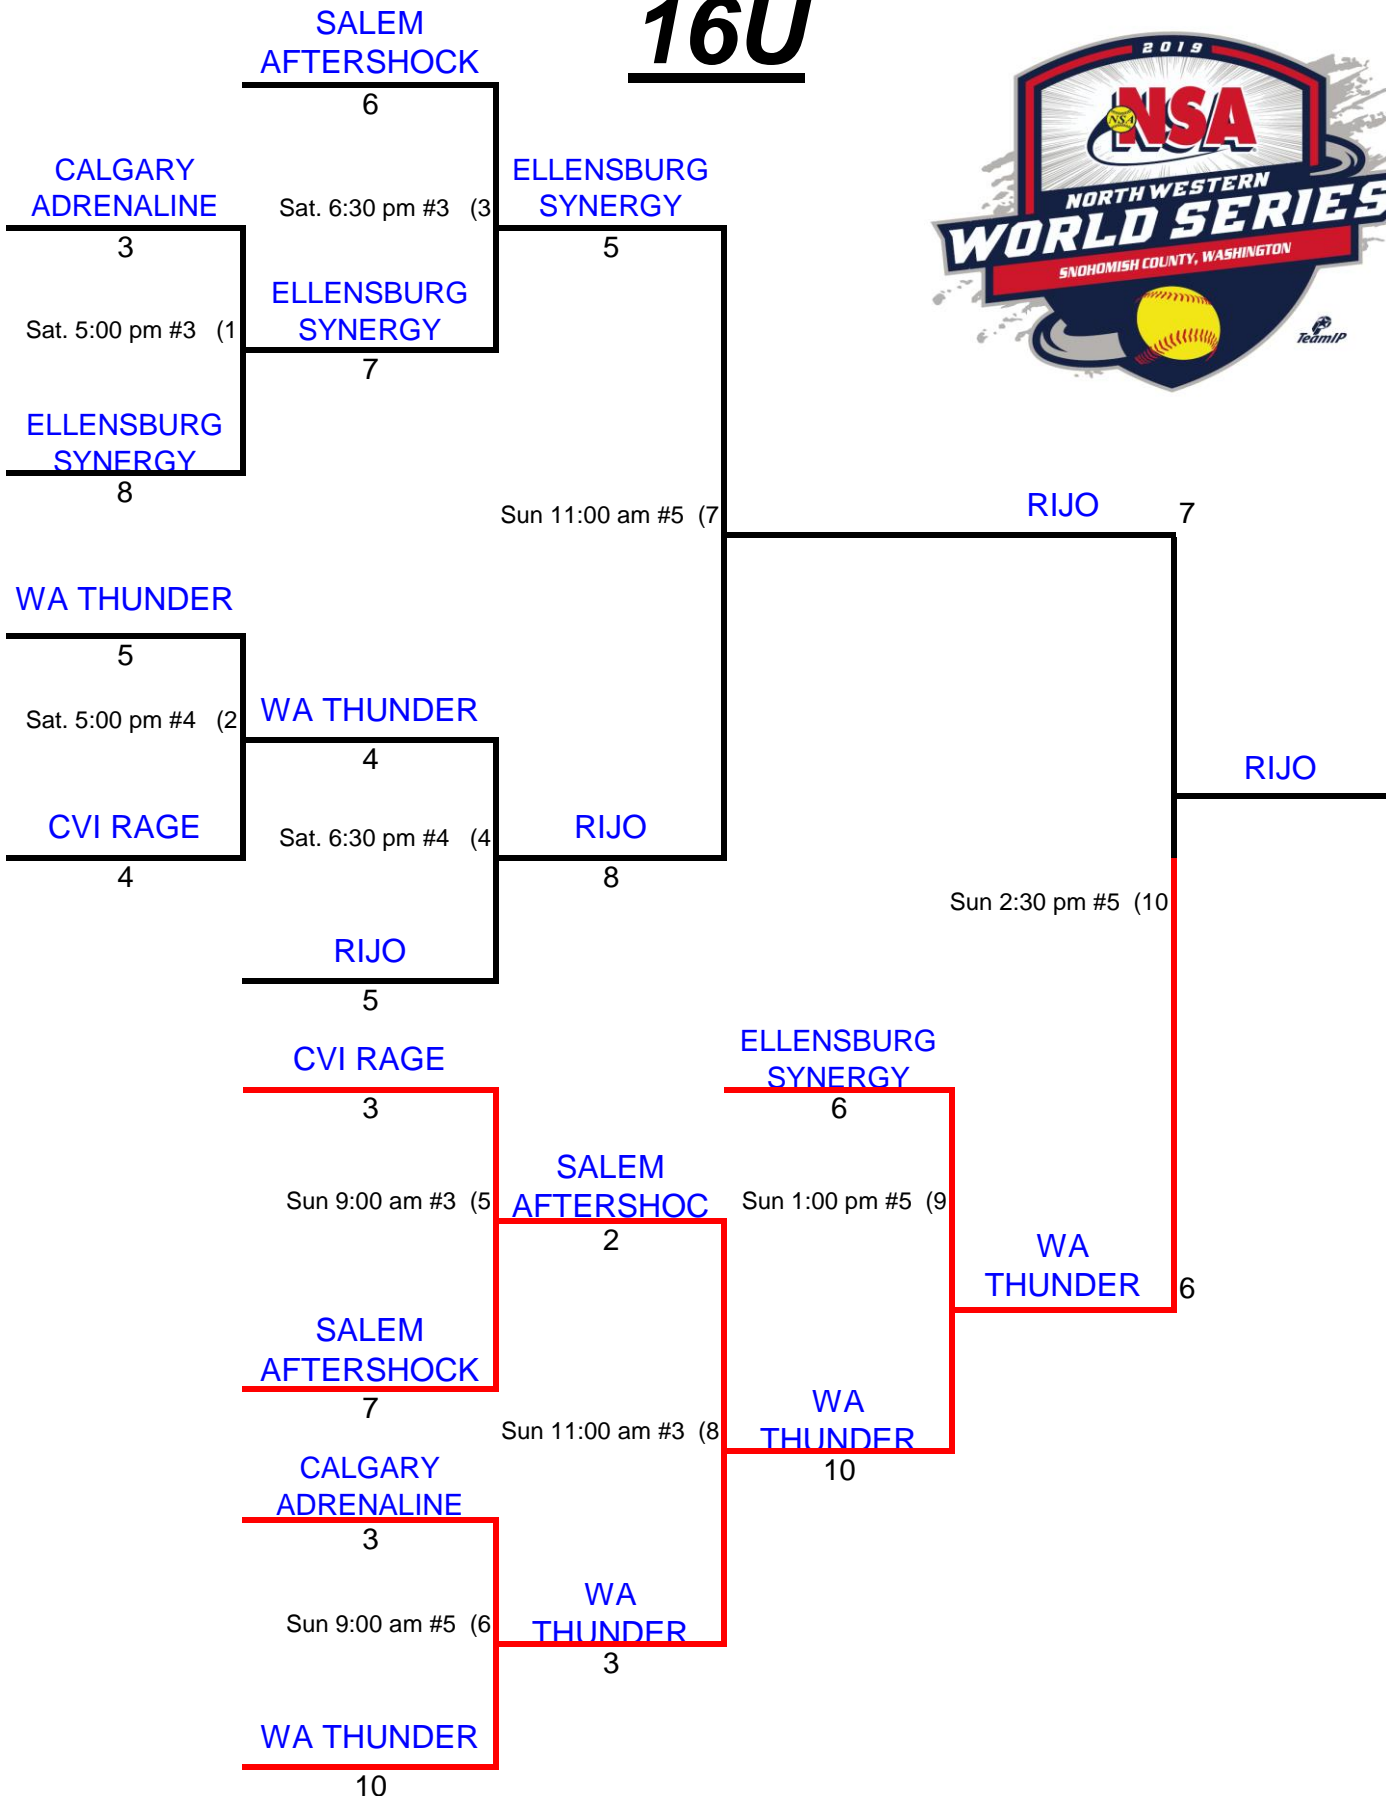 16U
SALEM
AFTERSHOCK
6
2019
NSA
NSA
NORTH WESTERN
WORLD SERIES
SNOHOMISH COUNTY, WASHINGTON
TeamIP
CALGARY
ADRENALINE
3
Sat. 6:30 pm #3 (3
ELLENSBURG
SYNERGY
5
Sat. 5:00 pm #3 (1
ELLENSBURG
SYNERGY
7
ELLENSBURG
SYNERGY
8
Sun 11:00 am #5 (7
RIJO 7
WA THUNDER
5
Sat. 5:00 pm #4 (2
WA THUNDER
4
RIJO
CVI RAGE
4
Sat. 6:30 pm #4 (4
RIJO
8
Sun 2:30 pm #5 (10
RIJO
5
CVI RAGE
3
ELLENSBURG
SYNERGY
6
Sun 9:00 am #3 (5
SALEM
AFTERSHOC
2
Sun 1:00 pm #5 (9
WA
THUNDER 6
SALEM
AFTERSHOCK
7
Sun 11:00 am #3 (8
WA
THUNDER
10
CALGARY
ADRENALINE
3
Sun 9:00 am #5 (6
WA
THUNDER
3
WA THUNDER
10